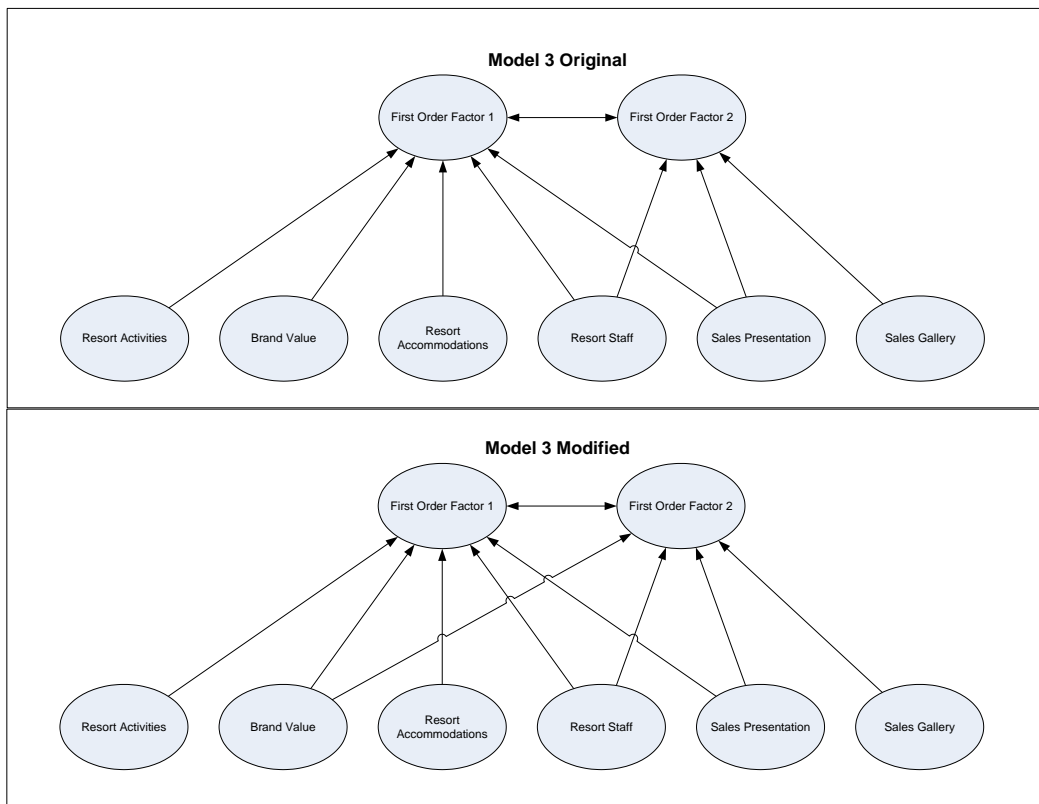 Model 3 Original
First Order Factor 1
First Order Factor 2
Resort Activities
Brand Value
Resort
Accommodations
Resort Staff
Sales Presentation
Sales Gallery
Model 3 Modified
First Order Factor 1
First Order Factor 2
Resort Activities
Brand Value
Resort
Accommodations
Resort Staff
Sales Presentation
Sales Gallery